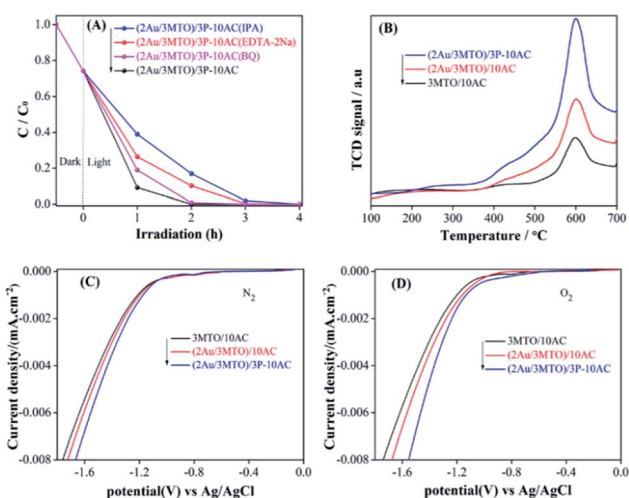 (A)
(2Au/3MTO)/3P-10AC(IPA)
(2Au/3MTO)/3P-10AC(EDTA-2Na)
(2Au/3MTO)/3P-10AC(BQ)
(2Au/3MTO)/3P-10AC
C / C₀
1.0
0.8
0.6
0.4
0.2
0.0
Dark Light
0 1 2 3 4
Irradiation (h)
(B)
(2Au/3MTO)/3P-10AC
(2Au/3MTO)/10AC
3MTO/10AC
TCD signal / a.u
100 200 300 400 500 600 700
Temperature / °C
(C)
N₂
3MTO/10AC
(2Au/3MTO)/10AC
(2Au/3MTO)/3P-10AC
Current density/(mA.cm⁻²)
0.000
-0.002
-0.004
-0.006
-0.008
-1.6 -1.2 -0.8 -0.4 0.0
potential(V) vs Ag/AgCl
(D)
O₂
3MTO/10AC
(2Au/3MTO)/10AC
(2Au/3MTO)/3P-10AC
Current density/(mA.cm⁻²)
0.000
-0.002
-0.004
-0.006
-0.008
-1.6 -1.2 -0.8 -0.4 0.0
potential(V) vs Ag/AgCl